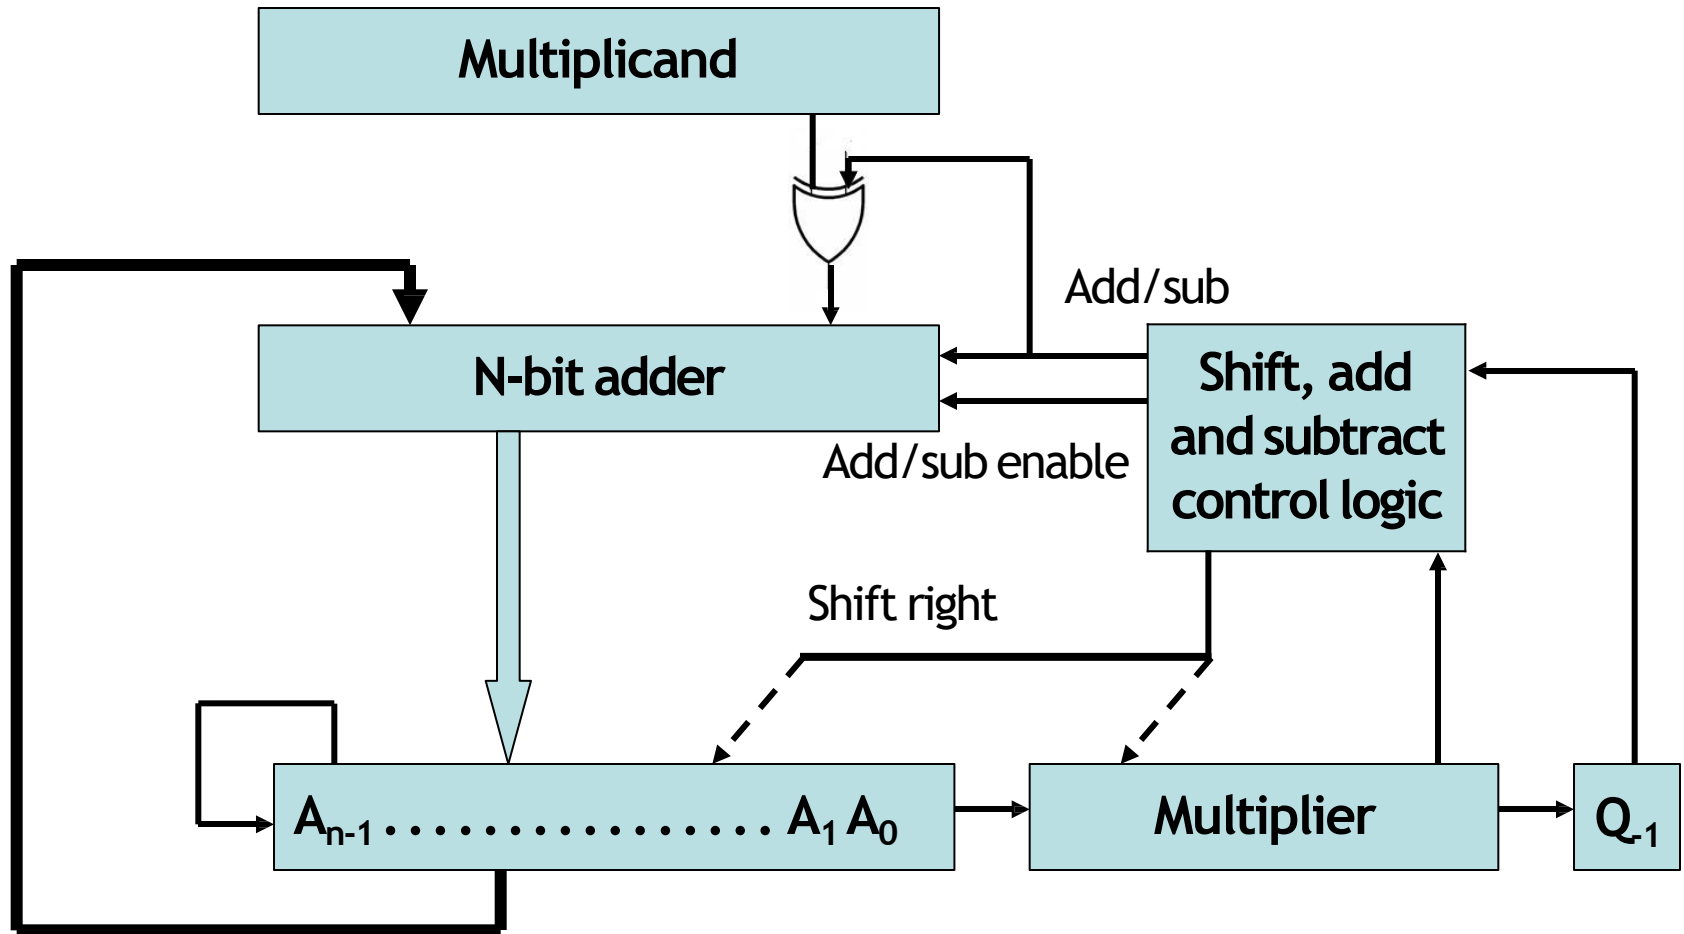 Multiplicand
Add/sub
N-bit adder
Shift, add
and subtract
control logic
Add/sub enable
Shift right
Aₙ₋₁ . . . . . . . . . . . . . . . . A₁ A₀
Multiplier
Q₋₁